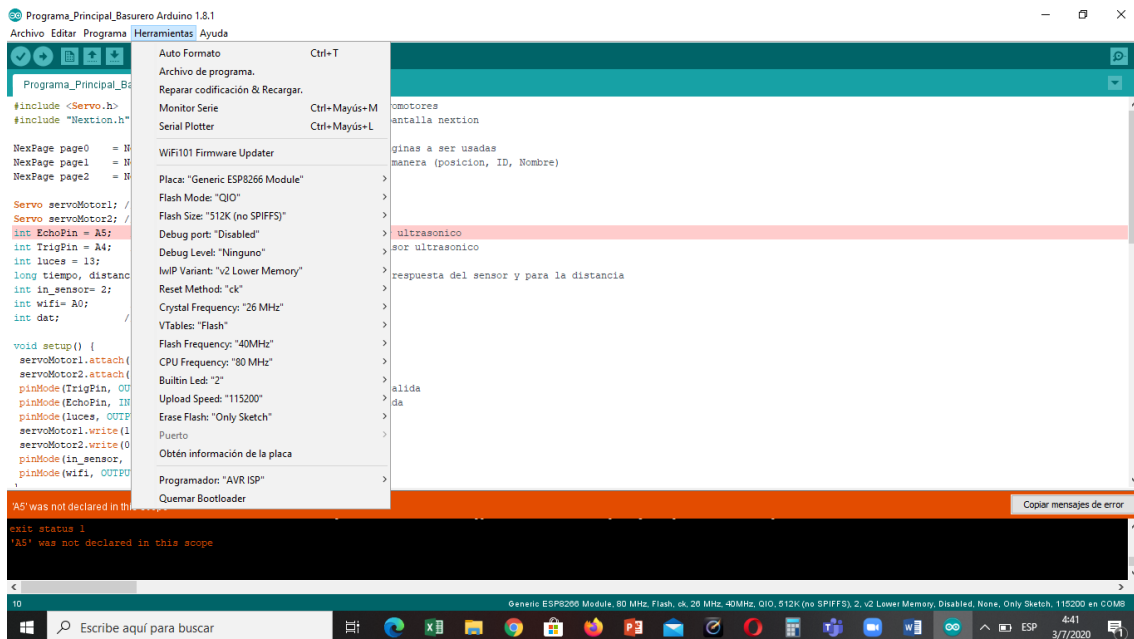 Programa_Principal_Basurero Arduino 1.8.1
Archivo Editar Programa Herramientas Ayuda
Programa_Principal_Ba
Auto Formato Ctrl+T
Archivo de programa.
Reparar codificación & Recargar.
Monitor Serie Ctrl+Mayús+M
Serial Plotter Ctrl+Mayús+L
WiFi101 Firmware Updater
Placa: "Generic ESP8266 Module"
Flash Mode: "QIO"
Flash Size: "512K (no SPIFFS)"
Debug port: "Disabled"
Debug Level: "Ninguno"
lwIP Variant: "v2 Lower Memory"
Reset Method: "ck"
Crystal Frequency: "26 MHz"
VTables: "Flash"
Flash Frequency: "40MHz"
CPU Frequency: "80 MHz"
Builtin Led: "2"
Upload Speed: "115200"
Erase Flash: "Only Sketch"
Puerto
Obtén información de la placa
Programador: "AVR ISP"
Quemar Bootloader
#include <Servo.h> omotores
#include "Nextion.h" antalla nextion
NexPage page0 = N ginas a ser usadas
NexPage page1 = N manera (posicion, ID, Nombre)
NexPage page2 = N
Servo servoMotor1; /
Servo servoMotor2; /
int EchoPin = A5; ultrasonico
int TrigPin = A4; sor ultrasonico
int luces = 13;
long tiempo, distanc respuesta del sensor y para la distancia
int in_sensor= 2;
int wifi= A0;
int dat; /
void setup() {
servoMotor1.attach(
servoMotor2.attach(
pinMode(TrigPin, OU alida
pinMode(EchoPin, IN da
pinMode(luces, OUTP
servoMotor1.write(1
servoMotor2.write(0
pinMode(in_sensor,
pinMode(wifi, OUTPU
'A5' was not declared in this scope
Copiar mensajes de error
exit status 1
'A5' was not declared in this scope
10 Generic ESP8266 Module, 80 MHz, Flash, ck, 26 MHz, 40MHz, QIO, 512K (no SPIFFS), 2, v2 Lower Memory, Disabled, None, Only Sketch, 115200 en COM8
Escribe aquí para buscar
ESP
4:41
3/7/2020